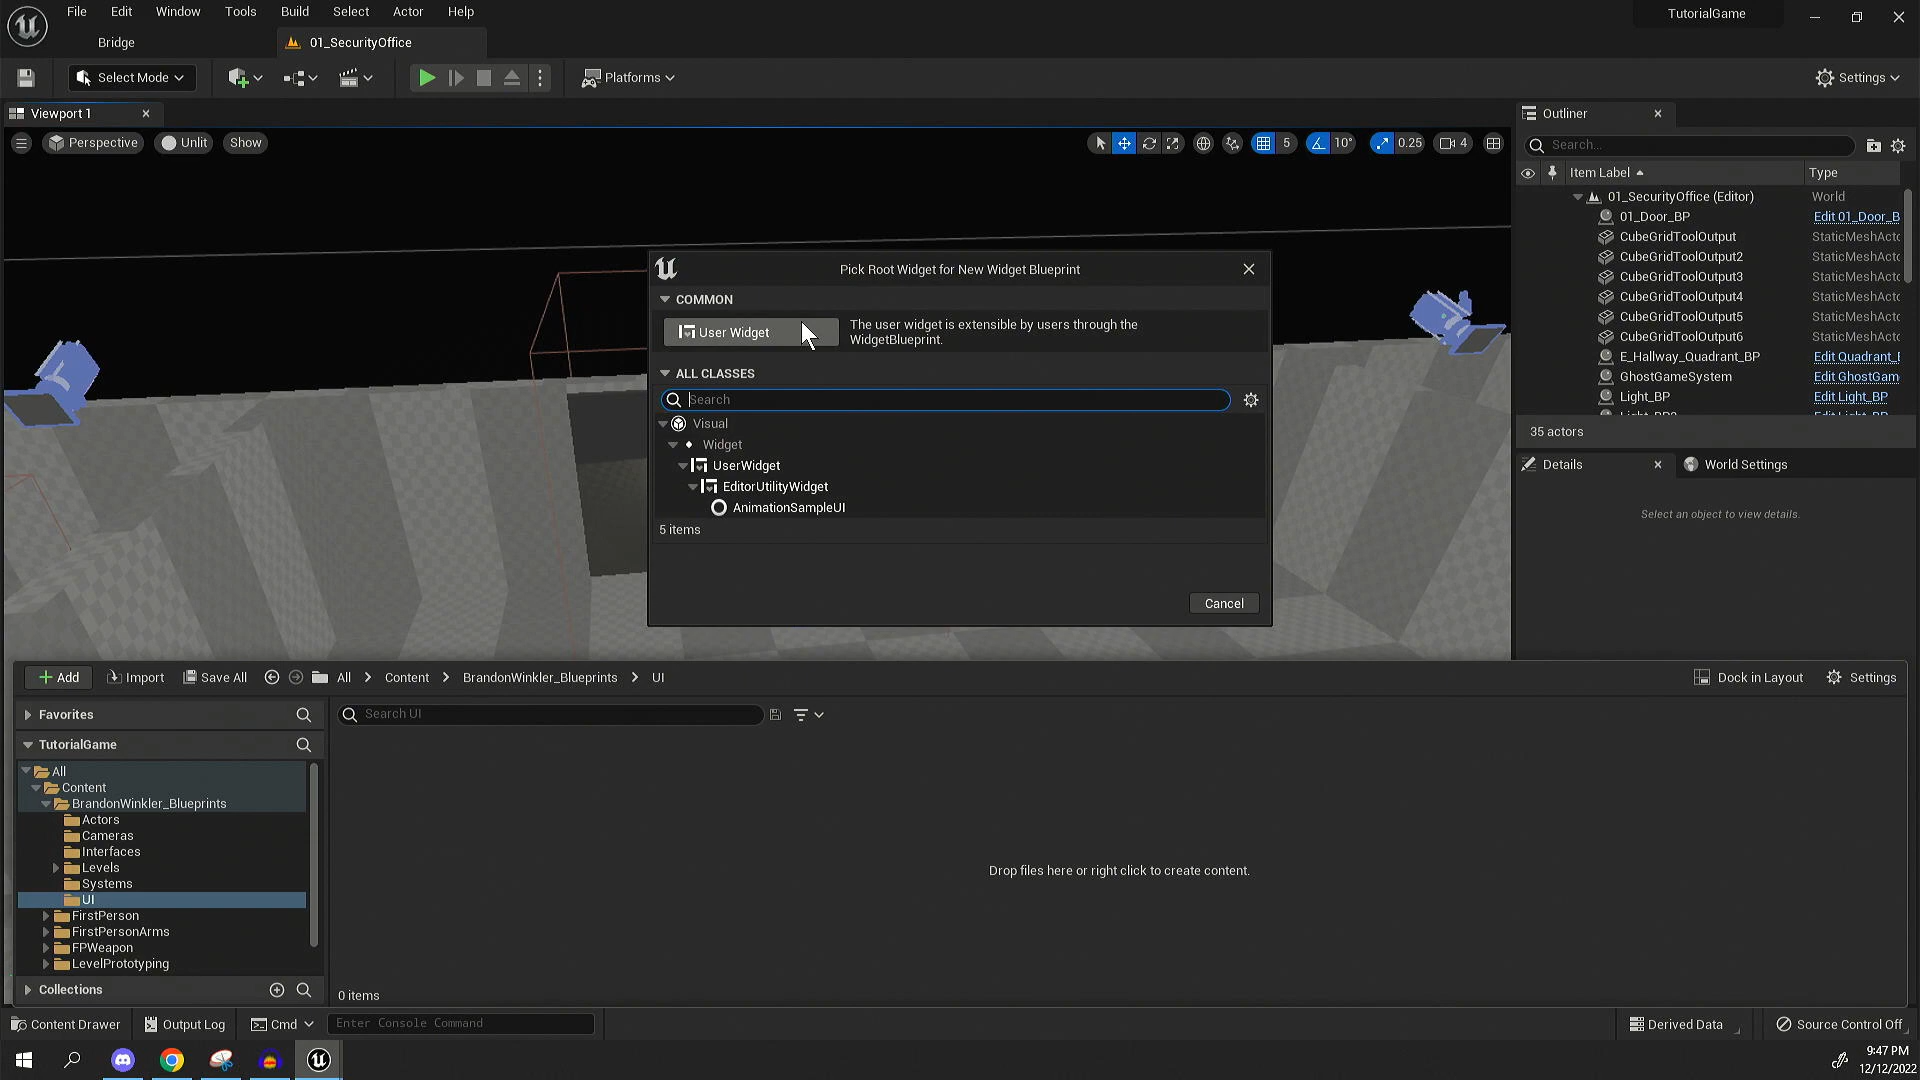 File Edit Window Tools Build Select Actor Help
TutorialGame
Bridge
01_SecurityOffice
Select Mode
Platforms
Settings
Viewport 1
Perspective
Unlit
Show
5
10°
0.25
4
Outliner
Search...
Item Label
Type
01_SecurityOffice (Editor) World
01_Door_BP Edit 01_Door_B
CubeGridToolOutput StaticMeshActo
CubeGridToolOutput2 StaticMeshActo
CubeGridToolOutput3 StaticMeshActo
CubeGridToolOutput4 StaticMeshActo
CubeGridToolOutput5 StaticMeshActo
CubeGridToolOutput6 StaticMeshActo
E_Hallway_Quadrant_BP Edit Quadrant_
GhostGameSystem Edit GhostGam
Light_BP Edit Light_BP
35 actors
Details
World Settings
Select an object to view details.
Pick Root Widget for New Widget Blueprint
COMMON
User Widget
The user widget is extensible by users through the
WidgetBlueprint.
ALL CLASSES
Search
Visual
Widget
UserWidget
EditorUtilityWidget
AnimationSampleUI
5 items
Cancel
Add
Import
Save All
All
Content
BrandonWinkler_Blueprints
UI
Dock in Layout
Settings
Favorites
TutorialGame
All
Content
BrandonWinkler_Blueprints
Actors
Cameras
Interfaces
Levels
Systems
UI
FirstPerson
FirstPersonArms
FPWeapon
LevelPrototyping
Collections
Search UI
Drop files here or right click to create content.
0 items
Content Drawer
Output Log
Cmd
Enter Console Command
Derived Data
Source Control Off
9:47 PM
12/12/2022